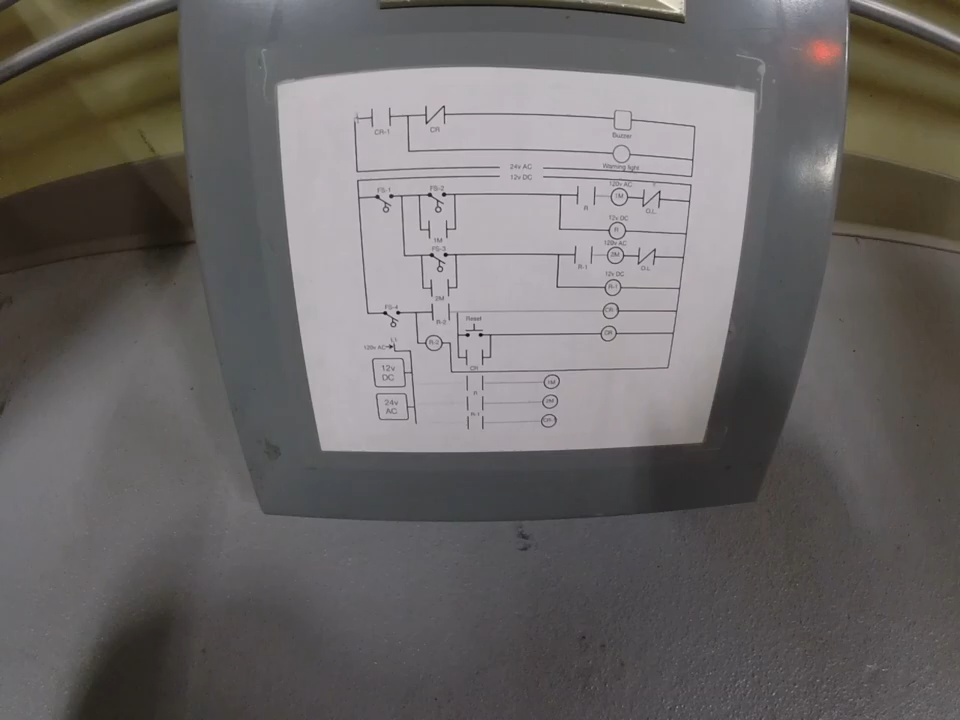 CR-1
CR
Buzzer
Warning light
24v AC
12v DC
FS-1
FS-2
120v AC
1M
R
O.L.
1M
12v DC
R
FS-3
120v AC
2M
R-1
O.L
12v DC
R-1
2M
FS-4
R-2
CR
Reset
R-2
CR
L1
120v AC
12v
DC
CR
24v
AC
1M
R
2M
R-1